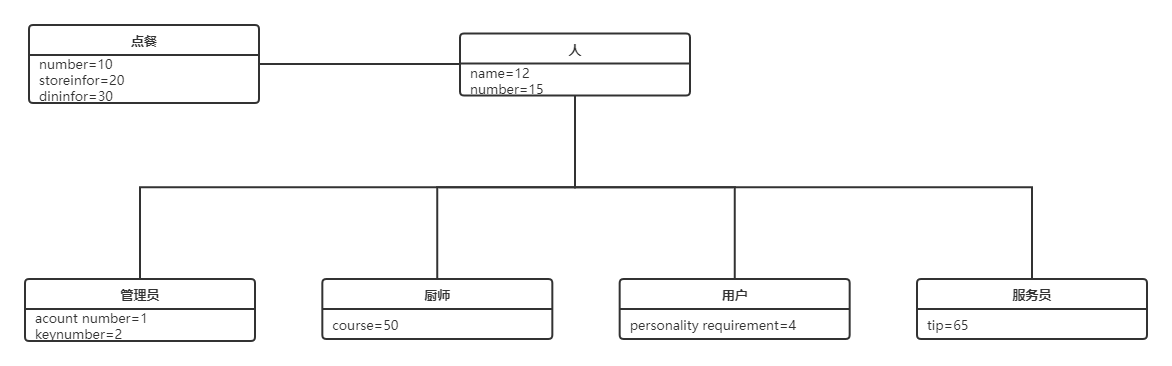 点餐
number=10
storeinfor=20
dininfor=30
人
name=12
number=15
管理员
acount number=1
keynumber=2
厨师
course=50
用户
personality requirement=4
服务员
tip=65